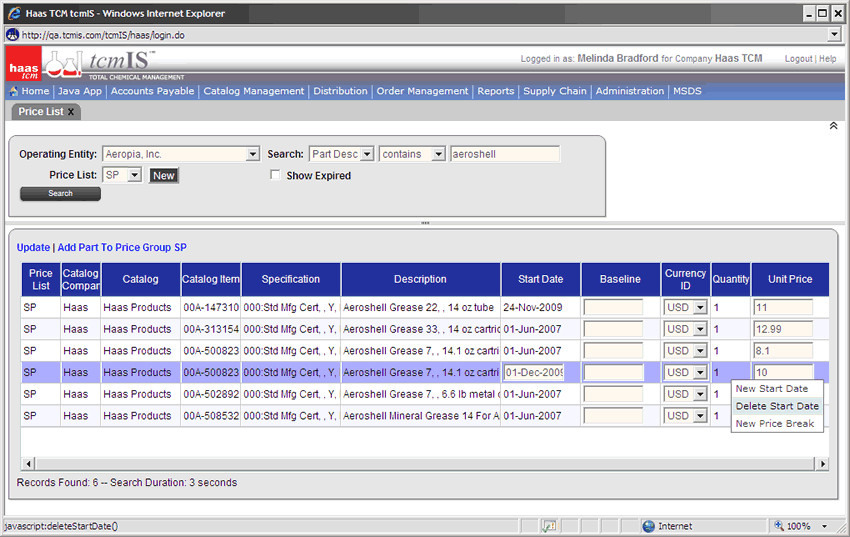 Haas TCM tcmIS - Windows Internet Explorer
http://qa.tcmis.com/tcmIS/haas/login.do
haas tcm
tcmIS™
TOTAL CHEMICAL MANAGEMENT
Logged in as: Melinda Bradford for Company Haas TCM Logout | Help
Home | Java App | Accounts Payable | Catalog Management | Distribution | Order Management | Reports | Supply Chain | Administration | MSDS
Price List X
Operating Entity: Aeropia, Inc. Search: Part Desc contains aeroshell
Price List: SP New Show Expired
Search
Update | Add Part To Price Group SP
Price List Catalog Compan Catalog Catalog Item Specification Description Start Date Baseline Currency ID Quantity Unit Price
SP Haas Haas Products 00A-147310 000:Std Mfg Cert, , Y, Aeroshell Grease 22, , 14 oz tube 24-Nov-2009 USD 1 11
SP Haas Haas Products 00A-313154 000:Std Mfg Cert, , Y, Aeroshell Grease 33, , 14 oz cartric 01-Jun-2007 USD 1 12.99
SP Haas Haas Products 00A-500823 000:Std Mfg Cert, , Y, Aeroshell Grease 7, , 14.1 oz cartri 01-Jun-2007 USD 1 8.1
SP Haas Haas Products 00A-500823 000:Std Mfg Cert, , Y, Aeroshell Grease 7, , 14.1 oz cartri 01-Dec-2009 USD 1 10
SP Haas Haas Products 00A-502892 000:Std Mfg Cert, , Y, Aeroshell Grease 7, , 6.6 lb metal c 01-Jun-2007 USD 1
SP Haas Haas Products 00A-508532 000:Std Mfg Cert, , Y, Aeroshell Mineral Grease 14 For A 01-Jun-2007 USD 1
New Start Date
Delete Start Date
New Price Break
Records Found: 6 -- Search Duration: 3 seconds
javascript:deleteStartDate() Internet 100%